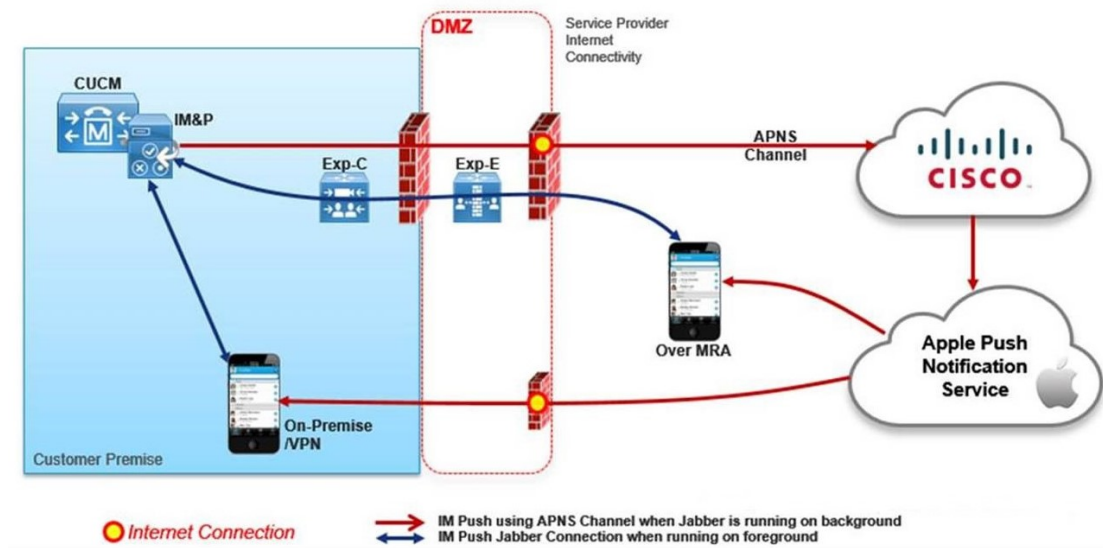 DMZ
Service Provider
Internet
Connectivity
CUCM
IM&P
M
Exp-C
Exp-E
APNS
Channel
CISCO
Over MRA
Apple Push
Notification
Service
On-Premise
/VPN
Customer Premise
Internet Connection
IM Push using APNS Channel when Jabber is running on background
IM Push Jabber Connection when running on foreground